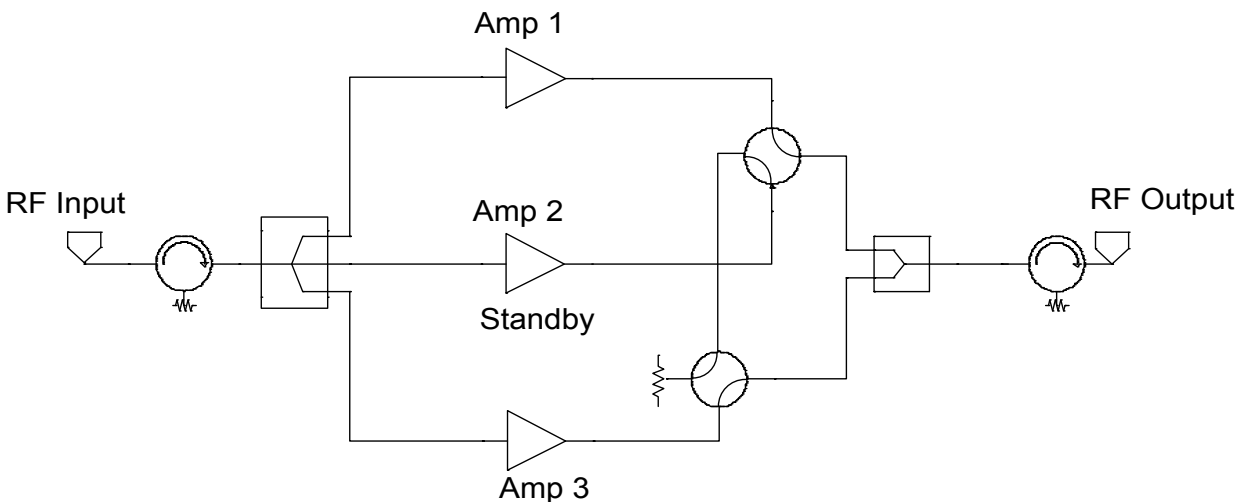 Amp 1
RF Input
Amp 2
RF Output
Standby
Amp 3